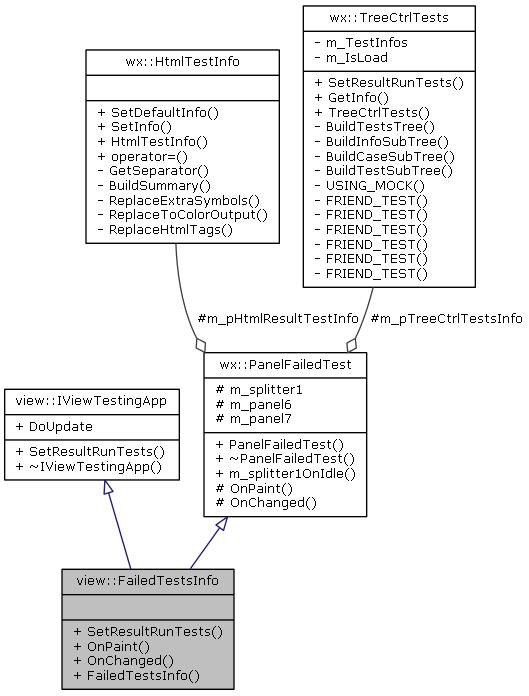 wx::TreeCtrlTests
- m_TestInfos
- m_IsLoad
+ SetResultRunTests()
+ GetInfo()
+ TreeCtrlTests()
- BuildTestsTree()
- BuildInfoSubTree()
- BuildCaseSubTree()
- BuildTestSubTree()
- USING_MOCK()
- FRIEND_TEST()
- FRIEND_TEST()
- FRIEND_TEST()
- FRIEND_TEST()
- FRIEND_TEST()
- FRIEND_TEST()
wx::HtmlTestInfo
+ SetDefaultInfo()
+ SetInfo()
+ HtmlTestInfo()
+ operator=()
- GetSeparator()
- BuildSummary()
- ReplaceExtraSymbols()
- ReplaceToColorOutput()
- ReplaceHtmlTags()
#m_pHtmlResultTestInfo
#m_pTreeCtrlTestsInfo
wx::PanelFailedTest
# m_splitter1
# m_panel6
# m_panel7
+ PanelFailedTest()
+ ~PanelFailedTest()
+ m_splitter1OnIdle()
# OnPaint()
# OnChanged()
view::IViewTestingApp
+ DoUpdate
+ SetResultRunTests()
+ ~IViewTestingApp()
view::FailedTestsInfo
+ SetResultRunTests()
+ OnPaint()
+ OnChanged()
+ FailedTestsInfo()